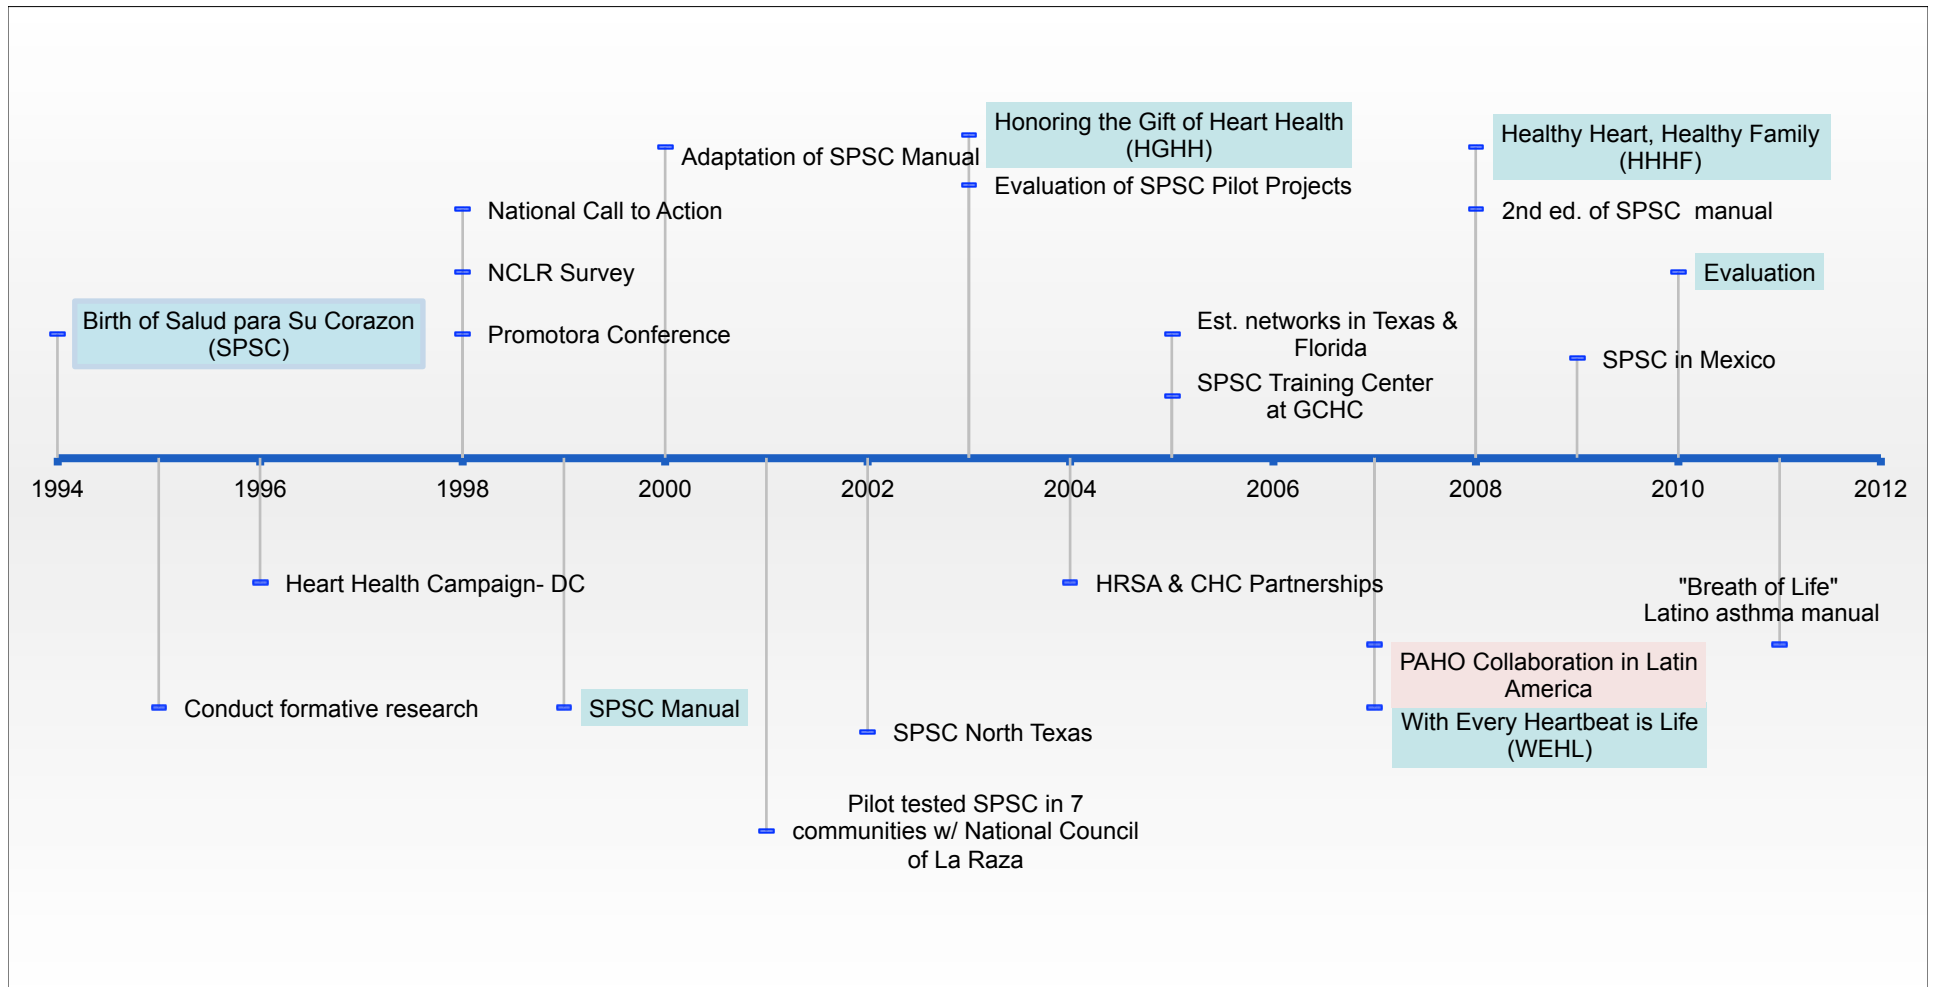 Honoring the Gift of Heart Health
(HGHH)
Healthy Heart, Healthy Family
(HHHF)
Adaptation of SPSC Manual
Evaluation of SPSC Pilot Projects
National Call to Action
2nd ed. of SPSC  manual
NCLR Survey
Evaluation
Birth of Salud para Su Corazon
(SPSC)
Promotora Conference
Est. networks in Texas &
Florida
SPSC in Mexico
SPSC Training Center
at GCHC
1994
1996
1998
2000
2002
2004
2006
2008
2010
2012
Heart Health Campaign- DC
HRSA & CHC Partnerships
"Breath of Life"
Latino asthma manual
PAHO Collaboration in Latin
America
Conduct formative research
SPSC Manual
With Every Heartbeat is Life
(WEHL)
SPSC North Texas
Pilot tested SPSC in 7
communities w/ National Council
of La Raza